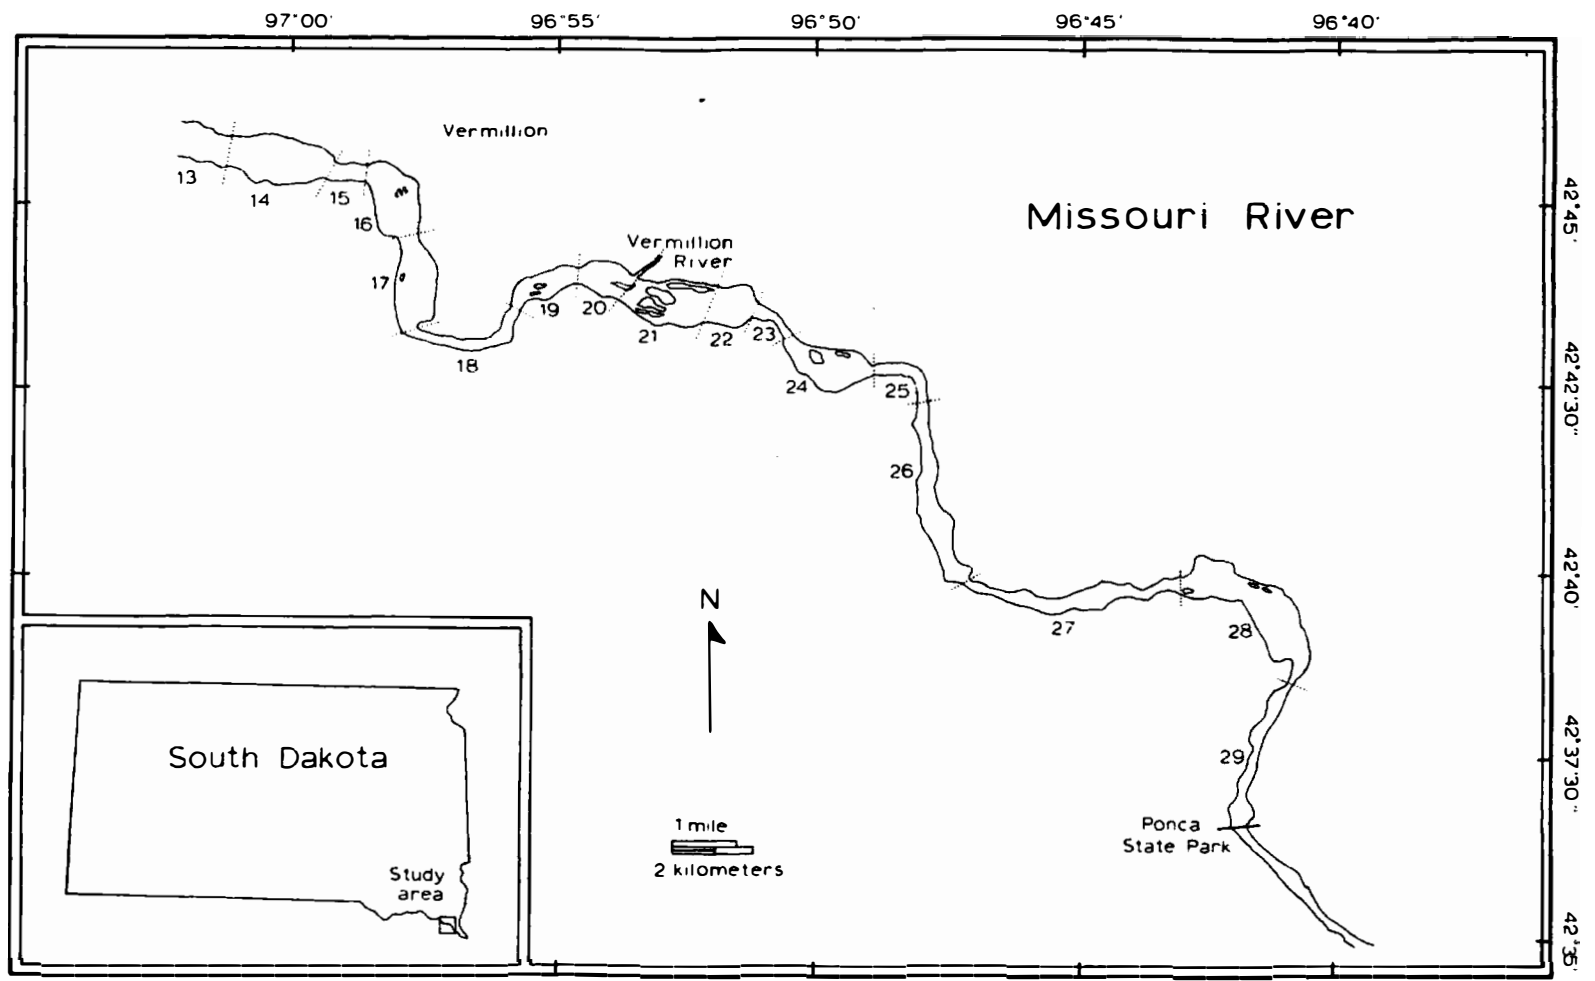 97°00'
96°55'
96°50'
96°45'
96°40'
Vermillion
Missouri River
Vermillion
River
13
14
15
16
17
18
19
20
21
22
23
24
25
26
27
28
29
42°45'
42°42'30"
42°40'
42°37'30"
42°35'
N
South Dakota
Study
area
1 mile
2 kilometers
Ponca
State Park